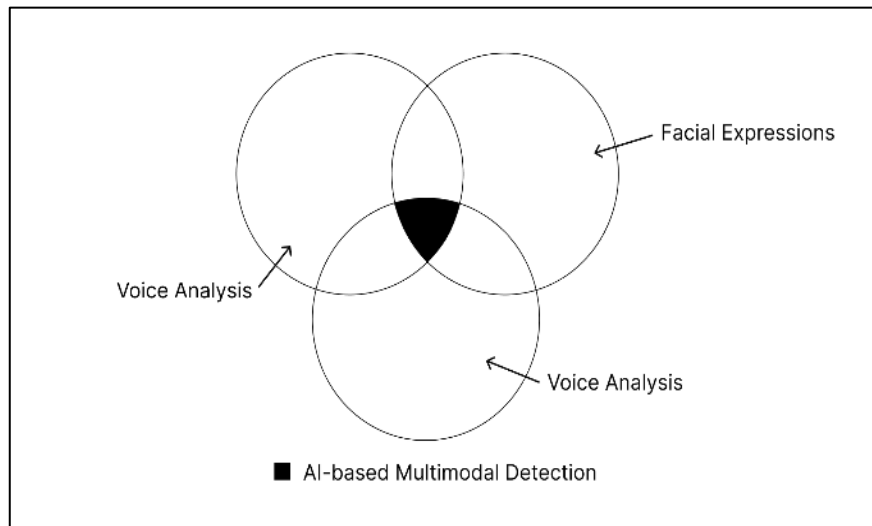 Facial Expressions
Voice Analysis
Voice Analysis
AI-based Multimodal Detection